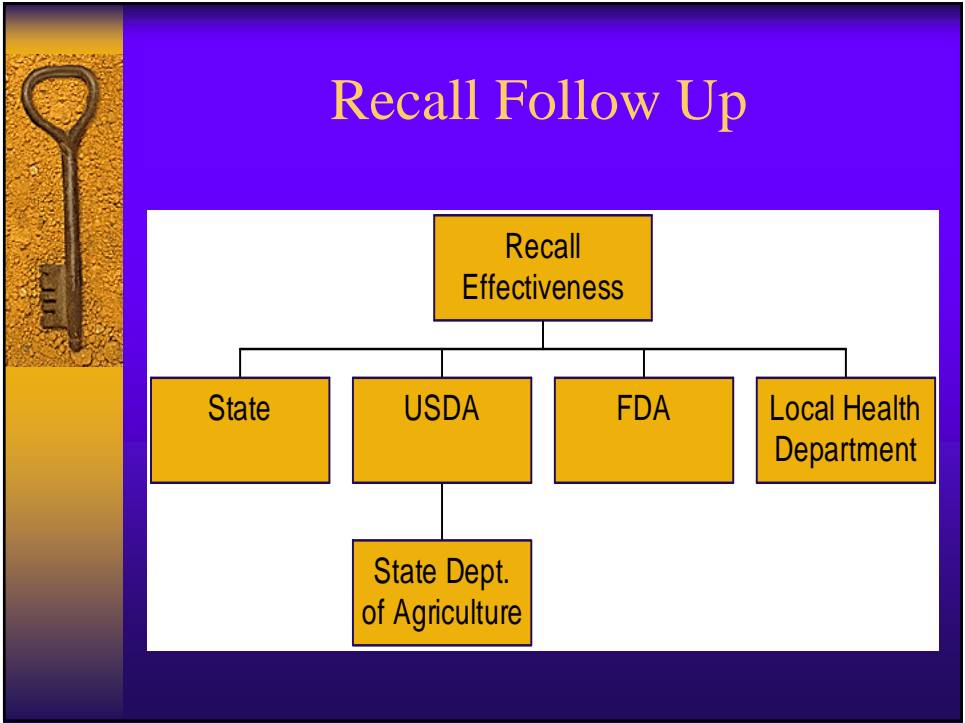 Recall Follow Up
Recall
Effectiveness
State
USDA
FDA
Local Health
Department
State Dept.
of Agriculture